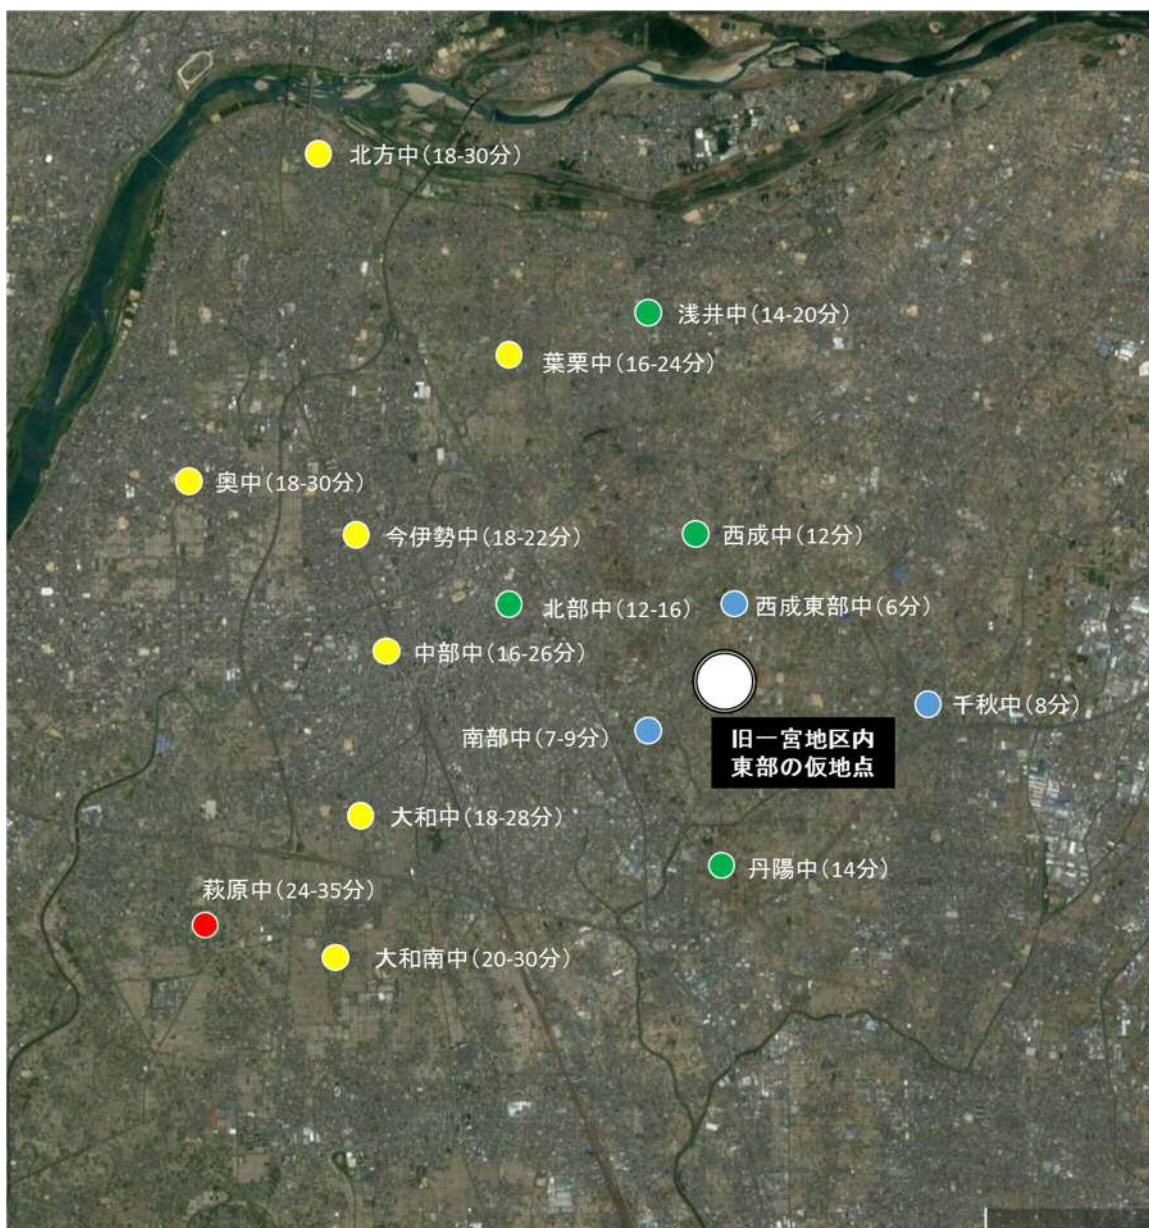 北方中(18-30分)
浅井中(14-20分)
葉栗中(16-24分)
奥中(18-30分)
今伊勢中(18-22分)
西成中(12分)
北部中(12-16)
西成東部中(6分)
中部中(16-26分)
千秋中(8分)
南部中(7-9分)
旧一宮地区内
東部の仮地点
大和中(18-28分)
丹陽中(14分)
萩原中(24-35分)
大和南中(20-30分)